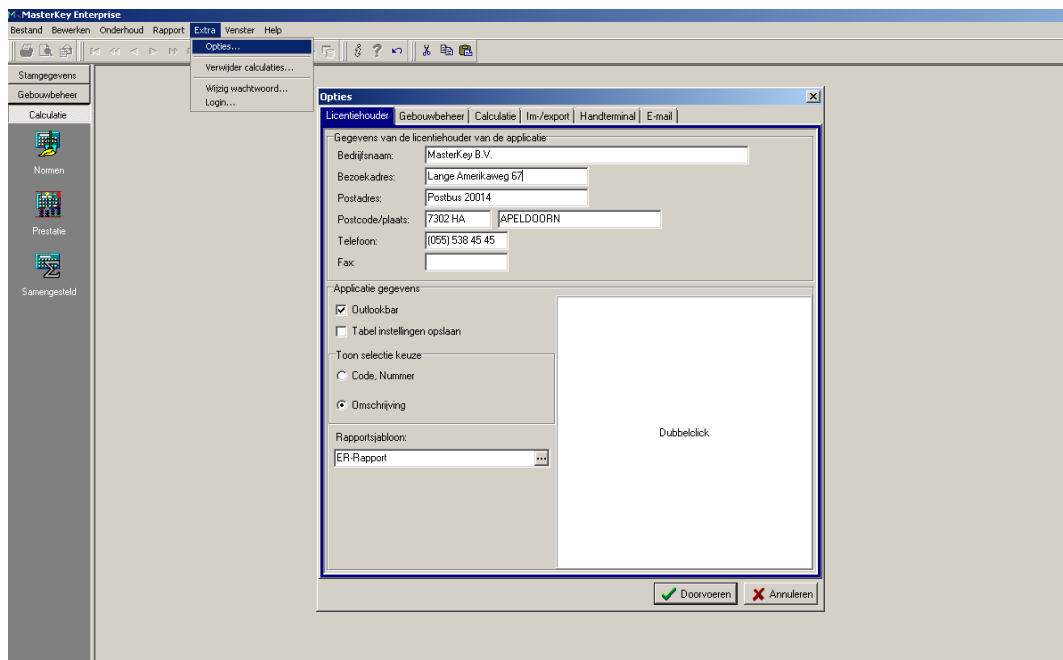 MasterKey Enterprise
Bestand Bewerken Onderhoud Rapport Extra Venster Help
Opties...
Verwijder calculaties...
Wijzig wachtwoord...
Login...
Stamgegevens
Gebouwbeheer
Calculatie
Normen
Prestatie
Samengesteld
Opties
Licentiehouder Gebouwbeheer Calculatie Im-/export Handterminal E-mail
Gegevens van de licentiehouder van de applicatie
Bedrijfsnaam: MasterKey B.V.
Bezoekadres: Lange Amerikaweg 67
Postadres: Postbus 20014
Postcode/plaats: 7302 HA APELDOORN
Telefoon: (055) 538 45 45
Fax:
Applicatie gegevens
Outlookbar
Tabel instellingen opslaan
Toon selectie keuze
Code, Nummer
Omschrijving
Rapportsjabloon:
ER-Rapport ...
Dubbelclick
Doorvoeren Annuleren